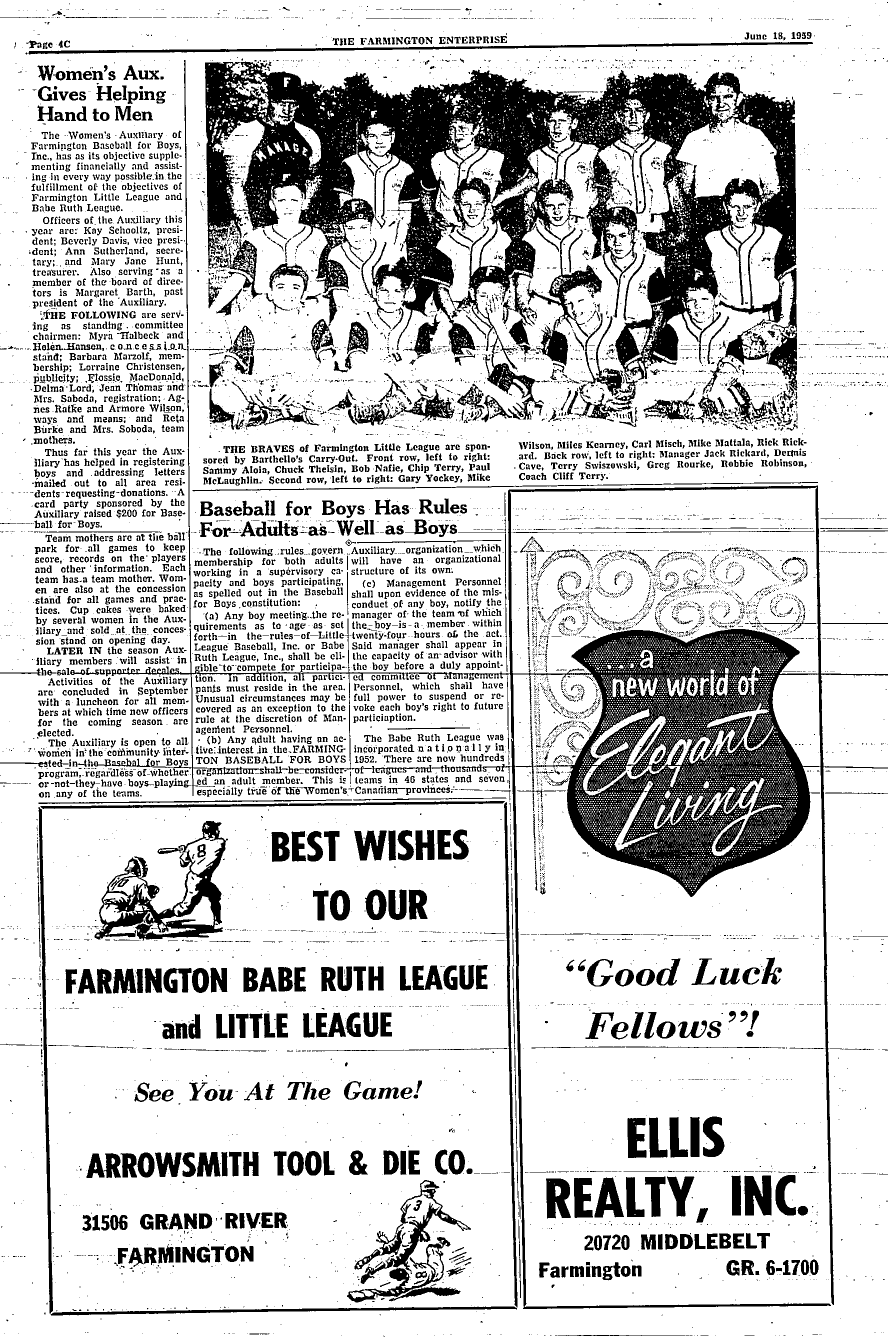 Page 4C
THE FARMINGTON ENTERPRISE
June 18, 1959
Women's Aux.
Gives Helping
Hand to Men
The Women's Auxiliary of
Farmington Baseball for Boys,
Inc., has as its objective supple-
menting financially and assist-
ing in every way possible in the
fulfillment of the objectives of
Farmington Little League and
Babe Ruth League.
Officers of the Auxiliary this
year are: Kay Schooltz, presi-
dent; Beverly Davis, vice presi-
dent; Ann Sutherland, secre-
tary; and Mary Jane Hunt,
treasurer. Also serving as a
member of the board of direc-
tors is Margaret Barth, past
president of the Auxiliary.
THE FOLLOWING are serv-
ing as standing committee
chairmen: Myra Halbeck and
Helen Hansen, concession
stand; Barbara Marzolf, mem-
bership; Lorraine Christensen,
publicity; Flossie MacDonald,
Delma Lord, Jean Thomas and
Mrs. Saboda, registration; Ag-
nes Ratke and Armore Wilson,
ways and means; and Reta
Burke and Mrs. Soboda, team
mothers.
Thus far this year the Aux-
iliary has helped in registering
boys and addressing letters
mailed out to all area resi-
dents requesting donations. A
card party sponsored by the
Auxiliary raised $200 for Base-
ball for Boys.
Team mothers are at the ball
park for all games to keep
score, records on the players
and other information. Each
team has a team mother. Wom-
en are also at the concession
stand for all games and prac-
tices. Cup cakes were baked
by several women in the Aux-
iliary and sold at the conces-
sion stand on opening day.
LATER IN the season Aux-
iliary members will assist in
the sale of supporter decales.
Activities of the Auxiliary
are concluded in September
with a luncheon for all mem-
bers at which time new officers
for the coming season are
elected.
The Auxiliary is open to all
women in the community inter-
ested in the Basebal for Boys
program, regardless of whether
or not they have boys playing
on any of the teams.
F
MANAGE
F
THE BRAVES of Farmington Little League are spon-
sored by Barthello's Carry-Out. Front row, left to right:
Sammy Aloia, Chuck Thelsin, Bob Nafie, Chip Terry, Paul
McLaughlin. Second row, left to right: Gary Yockey, Mike
Wilson, Miles Kearney, Carl Misch, Mike Mattala, Rick Rick-
ard. Back row, left to right: Manager Jack Rickard, Dennis
Cave, Terry Swiszowski, Greg Rourke, Robbie Robinson,
Coach Cliff Terry.
Baseball for Boys Has Rules
For Adults as Well as Boys
The following rules govern
membership for both adults
working in a supervisory ca-
pacity and boys participating,
as spelled out in the Baseball
for Boys constitution:
(a) Any boy meeting the re-
quirements as to age as set
forth in the rules of Little
League Baseball, Inc. or Babe
Ruth League, Inc., shall be eli-
gible to compete for participa-
tion. In addition, all partici-
pants must reside in the area.
Unusual circumstances may be
covered as an exception to the
rule at the discretion of Man-
agement Personnel.
(b) Any adult having an ac-
tive interest in the FARMING-
TON BASEBALL FOR BOYS
organization shall be consider-
ed an adult member. This is
especially true of the Women's
Auxiliary organization which
will have an organizational
structure of its own.
(c) Management Personnel
shall upon evidence of the mis-
conduct of any boy, notify the
manager of the team of which
the boy is a member within
twenty-four hours of the act.
Said manager shall appear in
the capacity of an advisor with
the boy before a duly appoint-
ed committee of Management
Personnel, which shall have
full power to suspend or re-
voke each boy's right to future
particiaption.
The Babe Ruth League was
incorporated nationally in
1952. There are now hundreds
of leagues and thousands of
teams in 46 states and seven
Canadian provinces.
...a
new world of
Elegant
Living
"Good Luck
Fellows"!
ELLIS
REALTY, INC.
20720 MIDDLEBELT
Farmington GR. 6-1700
8
BEST WISHES
TO OUR
FARMINGTON BABE RUTH LEAGUE
and LITTLE LEAGUE
See You At The Game!
ARROWSMITH TOOL & DIE CO.
31506 GRAND RIVER
FARMINGTON
3
8